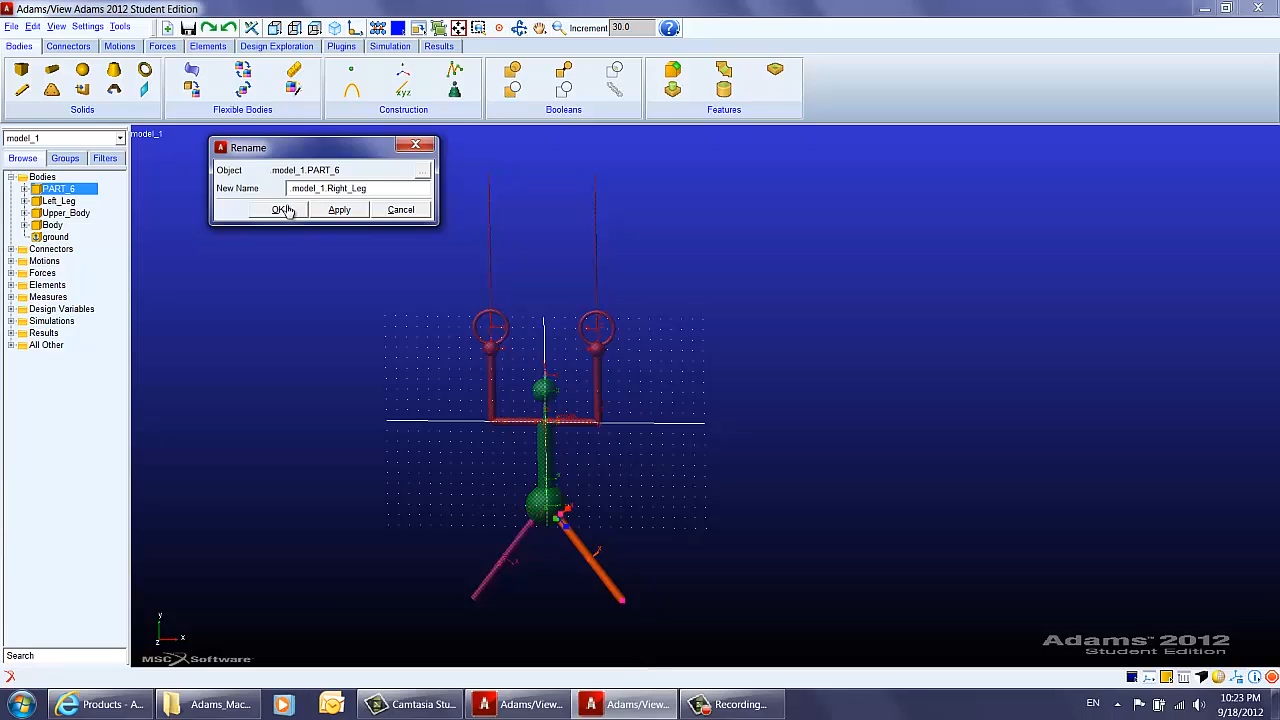 Adams/View Adams 2012 Student Edition
File Edit View Settings Tools
Increment 30.0
Bodies Connectors Motions Forces Elements Design Exploration Plugins Simulation Results
Solids Flexible Bodies Construction Booleans Features
model_1
model_1
Browse Groups Filters
Bodies
PART_6
Left_Leg
Upper_Body
Body
ground
Connectors
Motions
Forces
Elements
Measures
Design Variables
Simulations
Results
All Other
Rename
Object .model_1.PART_6 ...
New Name .model_1.Right_Leg
OK Apply Cancel
y
x
z
Search
MSC Software
Adams™ 2012
Student Edition
Products - A...
Adams_Mac...
Camtasia Stu...
Adams/View...
Adams/View...
Recording...
EN
10:23 PM
9/18/2012